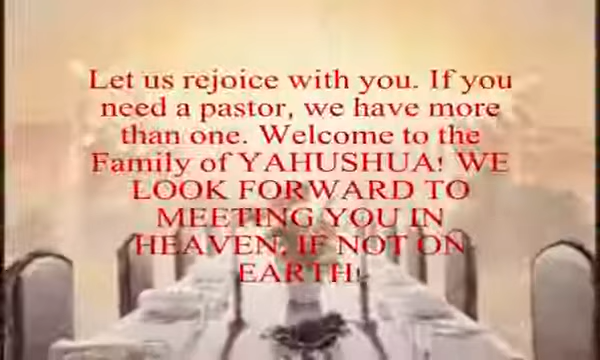 Let us rejoice with you. If you
need a pastor, we have more
than one. Welcome to the
Family of YAHUSHUA! WE
LOOK FORWARD TO
MEETING YOU IN
HEAVEN, IF NOT ON
EARTH!